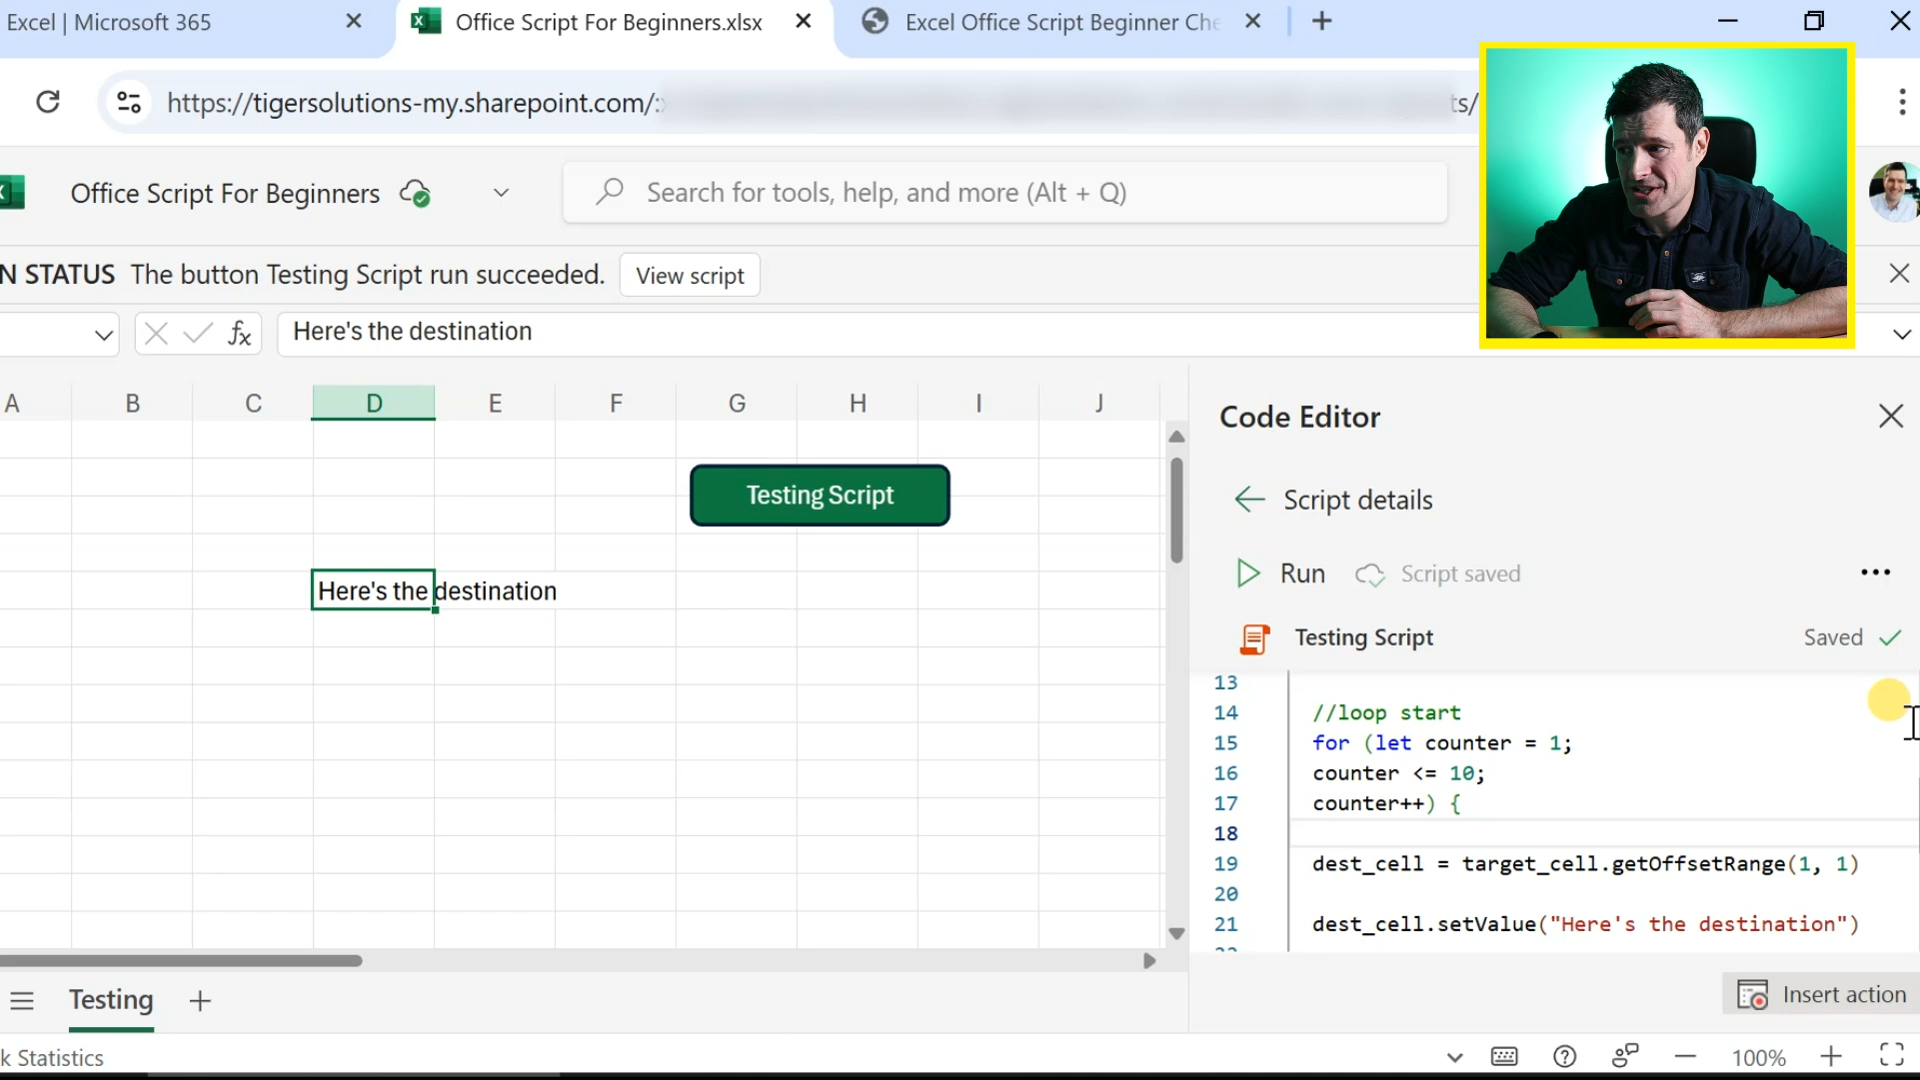 Excel | Microsoft 365
Office Script For Beginners.xlsx
Excel Office Script Beginner Che
https://tigersolutions-my.sharepoint.com/:
ts/
Office Script For Beginners
Search for tools, help, and more (Alt + Q)
N STATUS The button Testing Script run succeeded.
View script
fx
Here's the destination
A B C D E F G H I J
Testing Script
Here's the destination
Code Editor
Script details
Run
Script saved
Testing Script
Saved
13
14 //loop start
15 for (let counter = 1;
16 counter <= 10;
17 counter++) {
18
19 dest_cell = target_cell.getOffsetRange(1, 1)
20
21 dest_cell.setValue("Here's the destination")
Insert action
Testing
k Statistics
100%